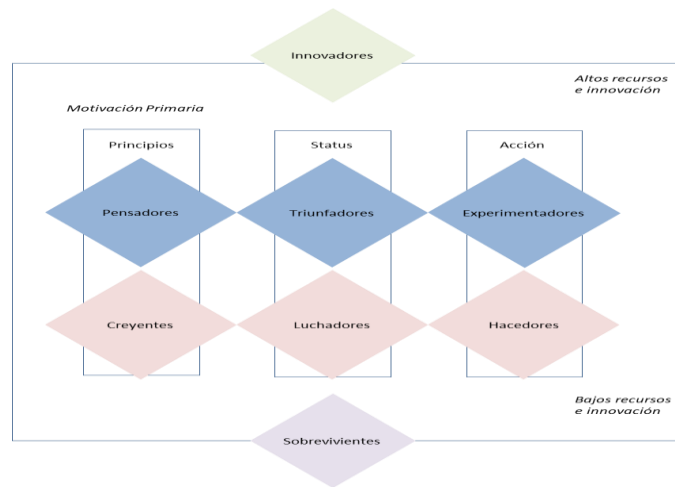 Innovadores
Altos recursos
e innovación
Motivación Primaria
Principios
Status
Acción
Pensadores
Triunfadores
Experimentadores
Creyentes
Luchadores
Hacedores
Bajos recursos
e innovación
Sobrevivientes